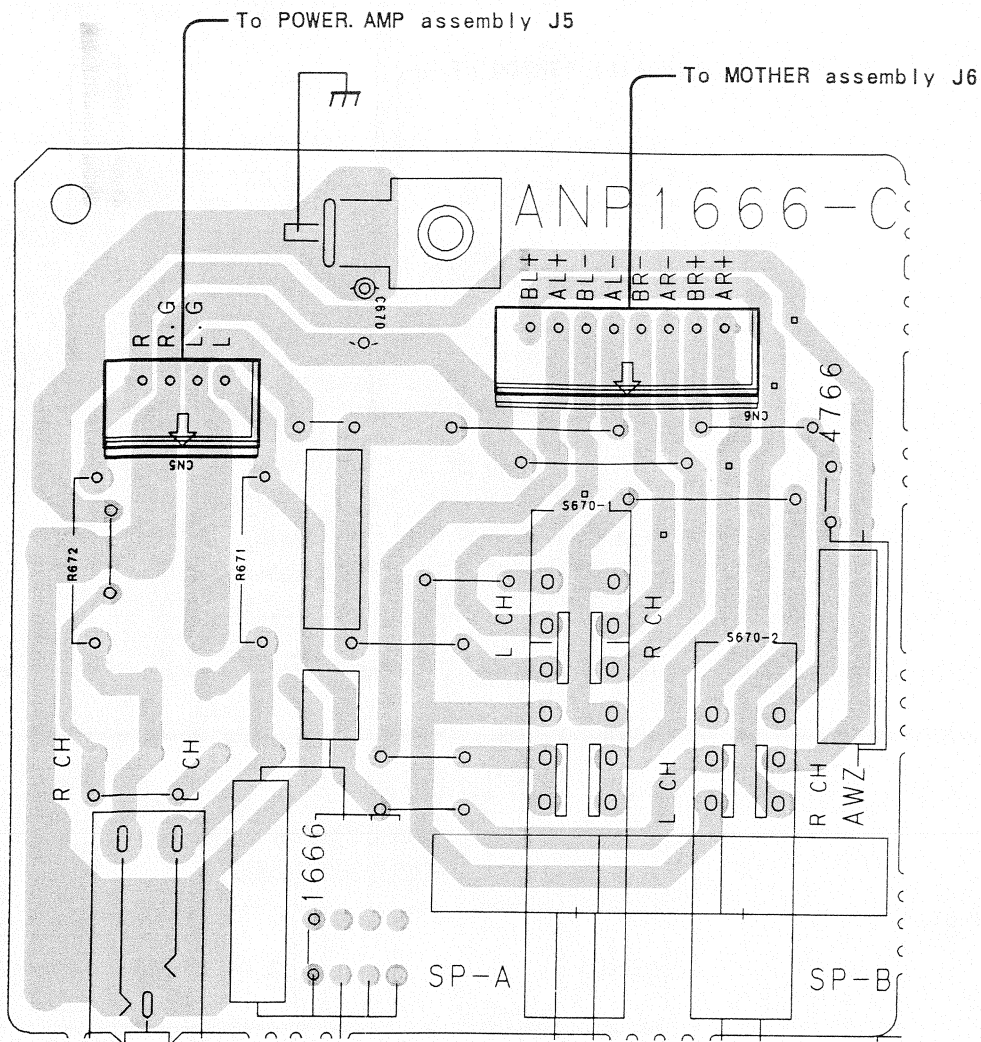 To POWER. AMP assembly J5
To MOTHER assembly J6
ANP1666-C
BL+
AL+
BL-
AL-
BR-
AR-
BR+
AR+
C670
R
R.G
L.G
L
CN5
CN6
4766
S670-1
R672
R671
L CH
R CH
S670-2
R CH
L CH
L CH
R CH
AWZ
1666
SP-A
SP-B